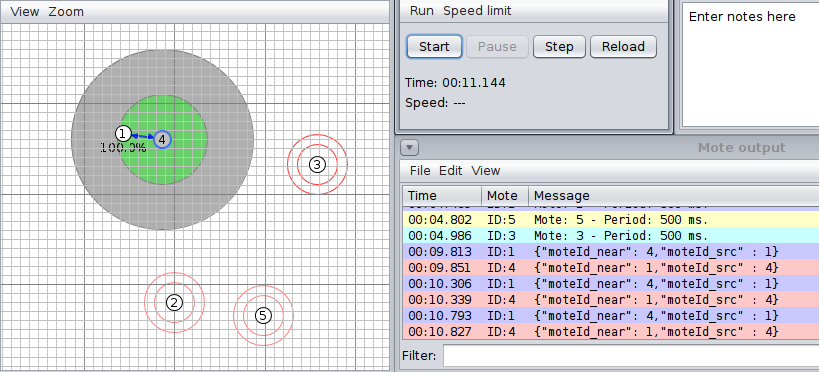 View Zoom
1
4
100.0%
3
2
5
Run Speed limit
Start Pause Step Reload
Time: 00:11.144
Speed: ---
Enter notes here
Mote output
File Edit View
Time Mote Message
00:04.802 ID:5 Mote: 5 - Period: 500 ms.
00:04.986 ID:3 Mote: 3 - Period: 500 ms.
00:09.813 ID:1 {"moteId_near": 4,"moteId_src" : 1}
00:09.851 ID:4 {"moteId_near": 1,"moteId_src" : 4}
00:10.306 ID:1 {"moteId_near": 4,"moteId_src" : 1}
00:10.339 ID:4 {"moteId_near": 1,"moteId_src" : 4}
00:10.793 ID:1 {"moteId_near": 4,"moteId_src" : 1}
00:10.827 ID:4 {"moteId_near": 1,"moteId_src" : 4}
Filter: